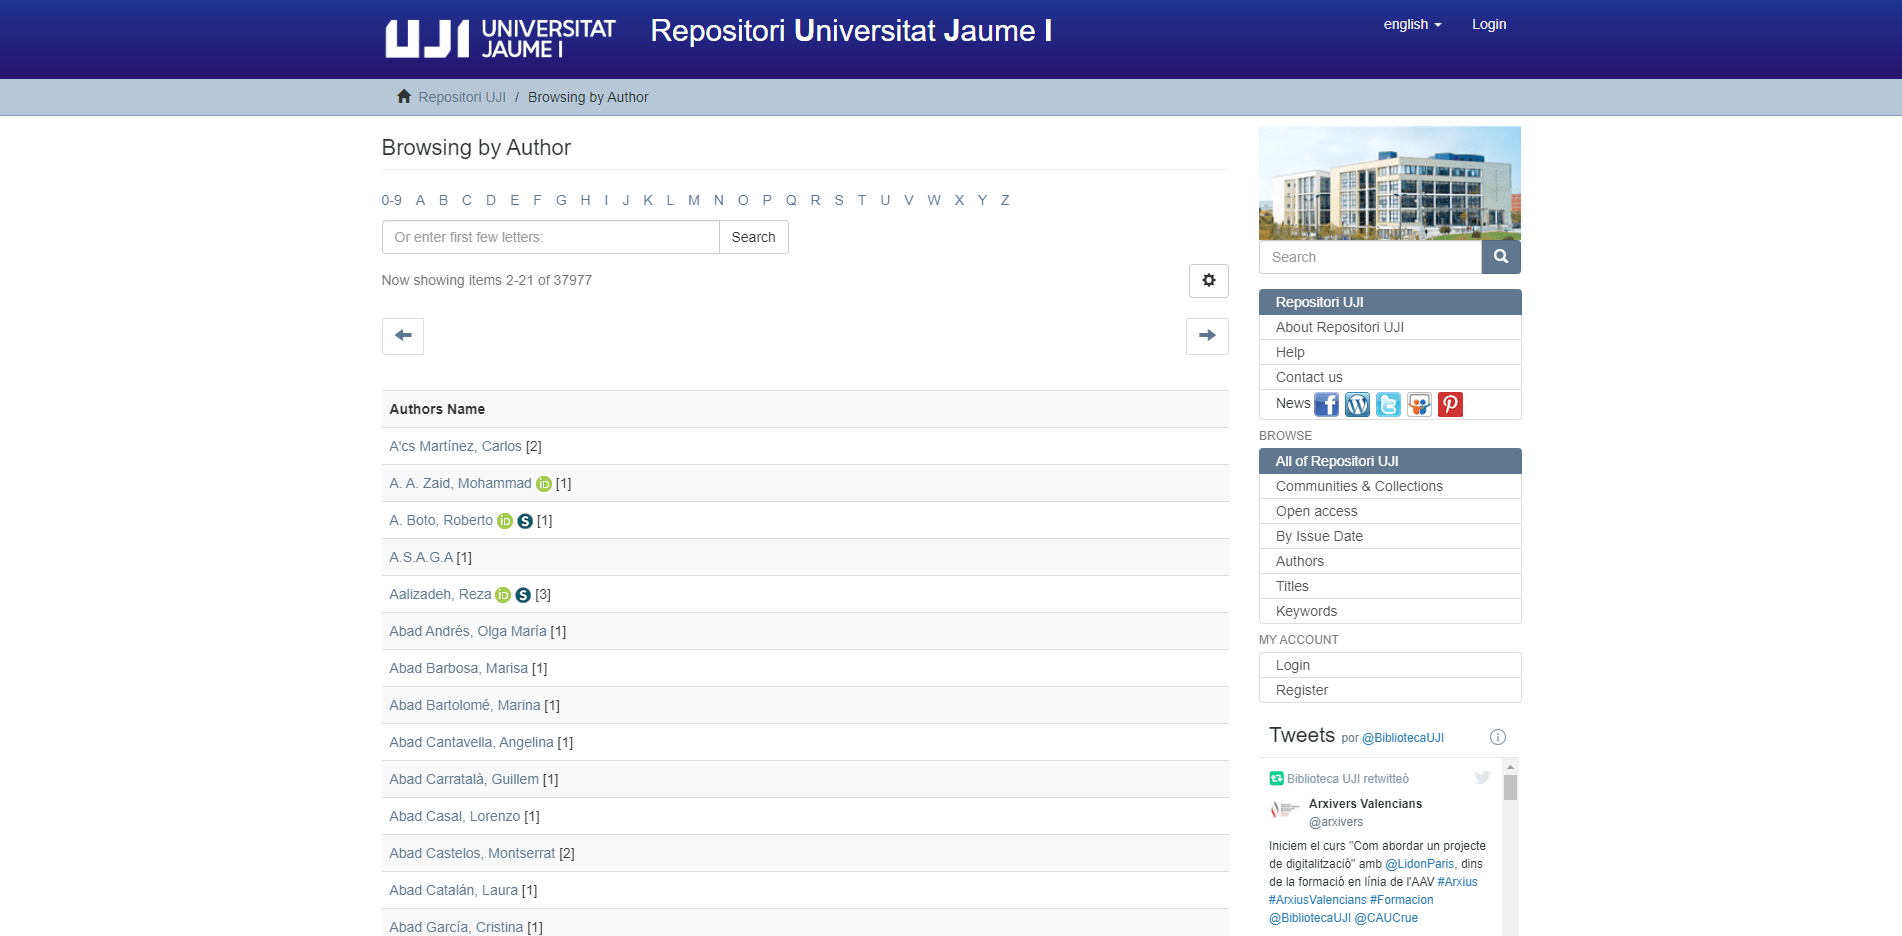 UJI UNIVERSITAT JAUME I
Repositori Universitat Jaume I
english
Login
Repositori UJI / Browsing by Author
Browsing by Author
0-9 A B C D E F G H I J K L M N O P Q R S T U V W X Y Z
Or enter first few letters:
Search
Now showing items 2-21 of 37977
Authors Name
A'cs Martínez, Carlos [2]
A. A. Zaid, Mohammad iD [1]
A. Boto, Roberto iD S [1]
A.S.A.G.A [1]
Aalizadeh, Reza iD S [3]
Abad Andrés, Olga María [1]
Abad Barbosa, Marisa [1]
Abad Bartolomé, Marina [1]
Abad Cantavella, Angelina [1]
Abad Carratalà, Guillem [1]
Abad Casal, Lorenzo [1]
Abad Castelos, Montserrat [2]
Abad Catalán, Laura [1]
Abad García, Cristina [1]
Search
Repositori UJI
About Repositori UJI
Help
Contact us
News
BROWSE
All of Repositori UJI
Communities & Collections
Open access
By Issue Date
Authors
Titles
Keywords
MY ACCOUNT
Login
Register
Tweets por @BibliotecaUJI
Biblioteca UJI retwitteó
Arxivers Valencians
@arxivers
Iniciem el curs "Com abordar un projecte
de digitalització" amb @LidonParis, dins
de la formació en línia de l'AAV #Arxius
#ArxiusValencians #Formacion
@BibliotecaUJI @CAUCrue